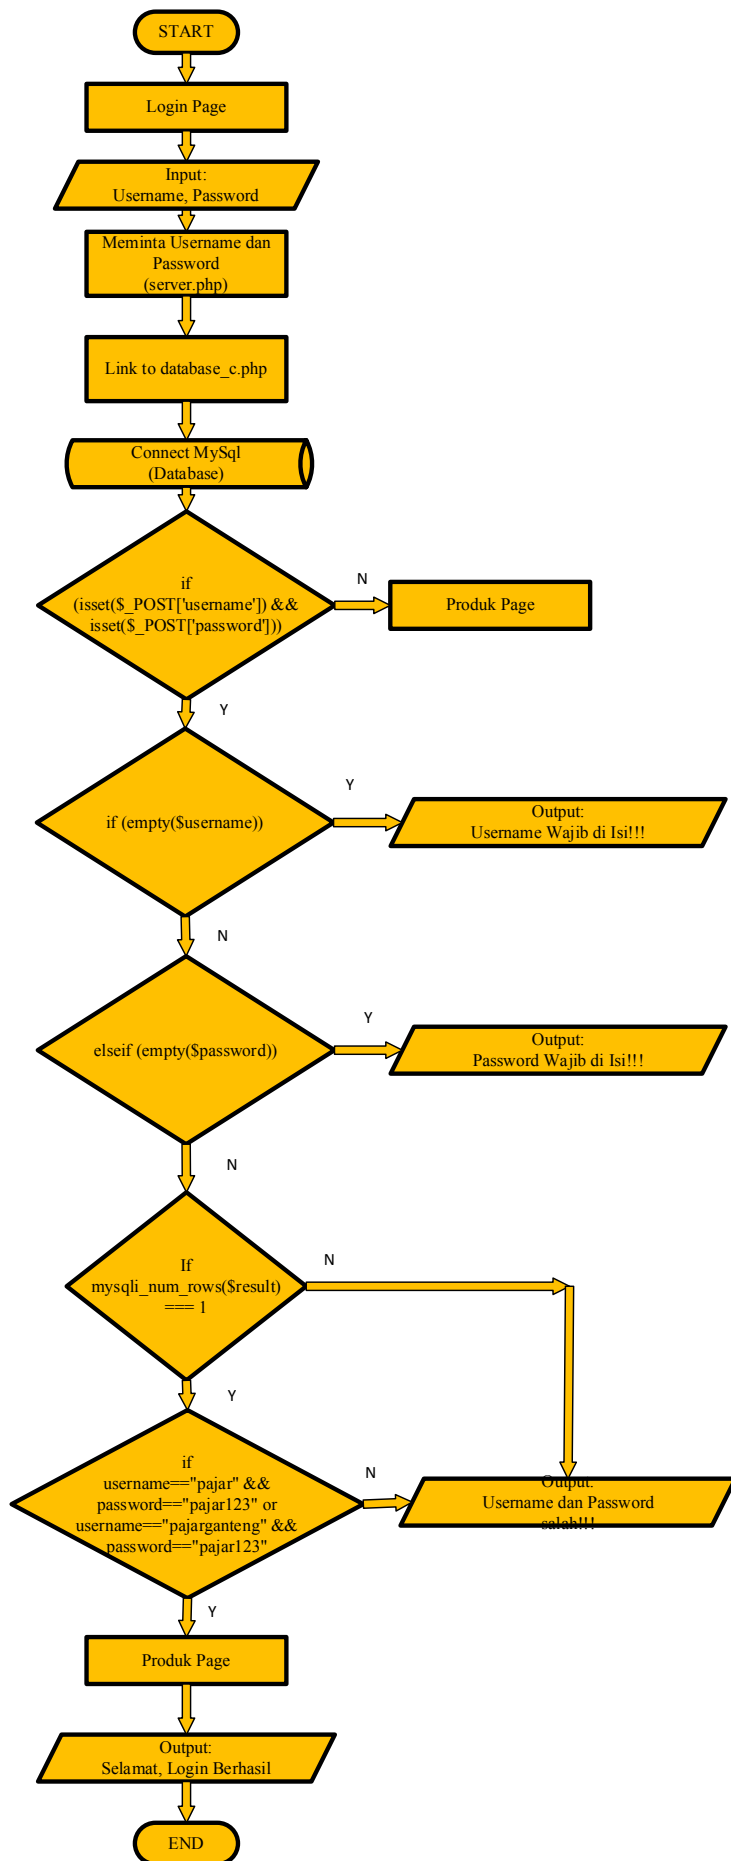 START
Login Page
Input:
Username, Password
Meminta Username dan
Password
(server.php)
Link to database_c.php
Connect MySql
(Database)
if
(isset($_POST['username']) &&
isset($_POST['password']))
N
Produk Page
Y
if (empty($username))
Y
Output:
Username Wajib di Isi!!!
N
elseif (empty($password))
Y
Output:
Password Wajib di Isi!!!
N
If
mysqli_num_rows($result)
=== 1
N
Y
if
username=="pajar" &&
password=="pajar123" or
username=="pajarganteng" &&
password=="pajar123"
N
Output:
Username dan Password
salah!!!
Y
Produk Page
Output:
Selamat, Login Berhasil
END